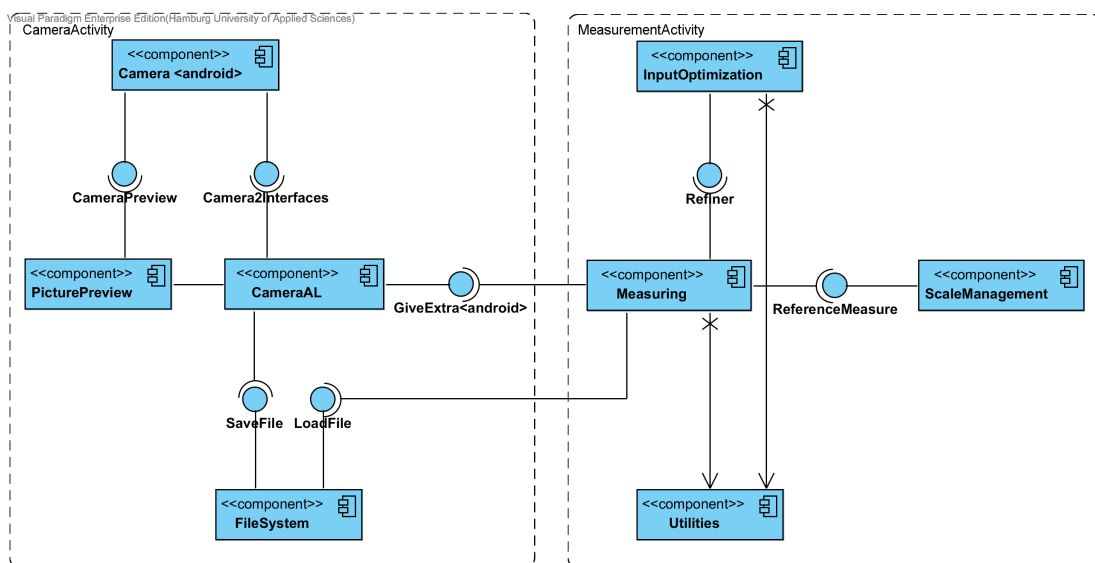 Visual Paradigm Enterprise Edition(Hamburg University of Applied Sciences)
CameraActivity
MeasurementActivity
<<component>>
Camera <android>
<<component>>
InputOptimization
CameraPreview
Camera2Interfaces
Refiner
<<component>>
PicturePreview
<<component>>
CameraAL
<<component>>
Measuring
<<component>>
ScaleManagement
GiveExtra<android>
ReferenceMeasure
SaveFile
LoadFile
<<component>>
FileSystem
<<component>>
Utilities